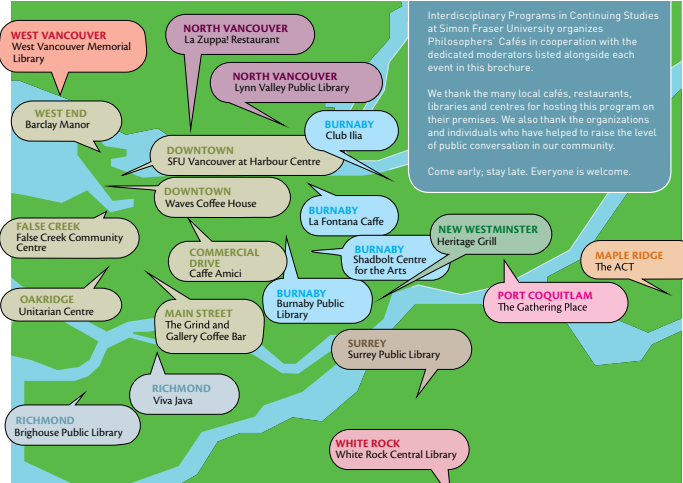 WEST VANCOUVER
West Vancouver Memorial
Library
NORTH VANCOUVER
La Zuppa! Restaurant
NORTH VANCOUVER
Lynn Valley Public Library
Interdisciplinary Programs in Continuing Studies
at Simon Fraser University organizes
Philosophers' Cafés in cooperation with the
dedicated moderators listed alongside each
event in this brochure.
We thank the many local cafés, restaurants,
libraries and centres for hosting this program on
their premises. We also thank the organizations
and individuals who have helped to raise the level
of public conversation in our community.
Come early; stay late. Everyone is welcome.
WEST END
Barclay Manor
BURNABY
Club Ilia
DOWNTOWN
SFU Vancouver at Harbour Centre
DOWNTOWN
Waves Coffee House
BURNABY
La Fontana Caffe
FALSE CREEK
False Creek Community
Centre
COMMERCIAL
DRIVE
Caffe Amici
BURNABY
Shadbolt Centre
for the Arts
NEW WESTMINSTER
Heritage Grill
MAPLE RIDGE
The ACT
OAKRIDGE
Unitarian Centre
MAIN STREET
The Grind and
Gallery Coffee Bar
BURNABY
Burnaby Public
Library
PORT COQUITLAM
The Gathering Place
SURREY
Surrey Public Library
RICHMOND
Viva Java
RICHMOND
Brighouse Public Library
WHITE ROCK
White Rock Central Library